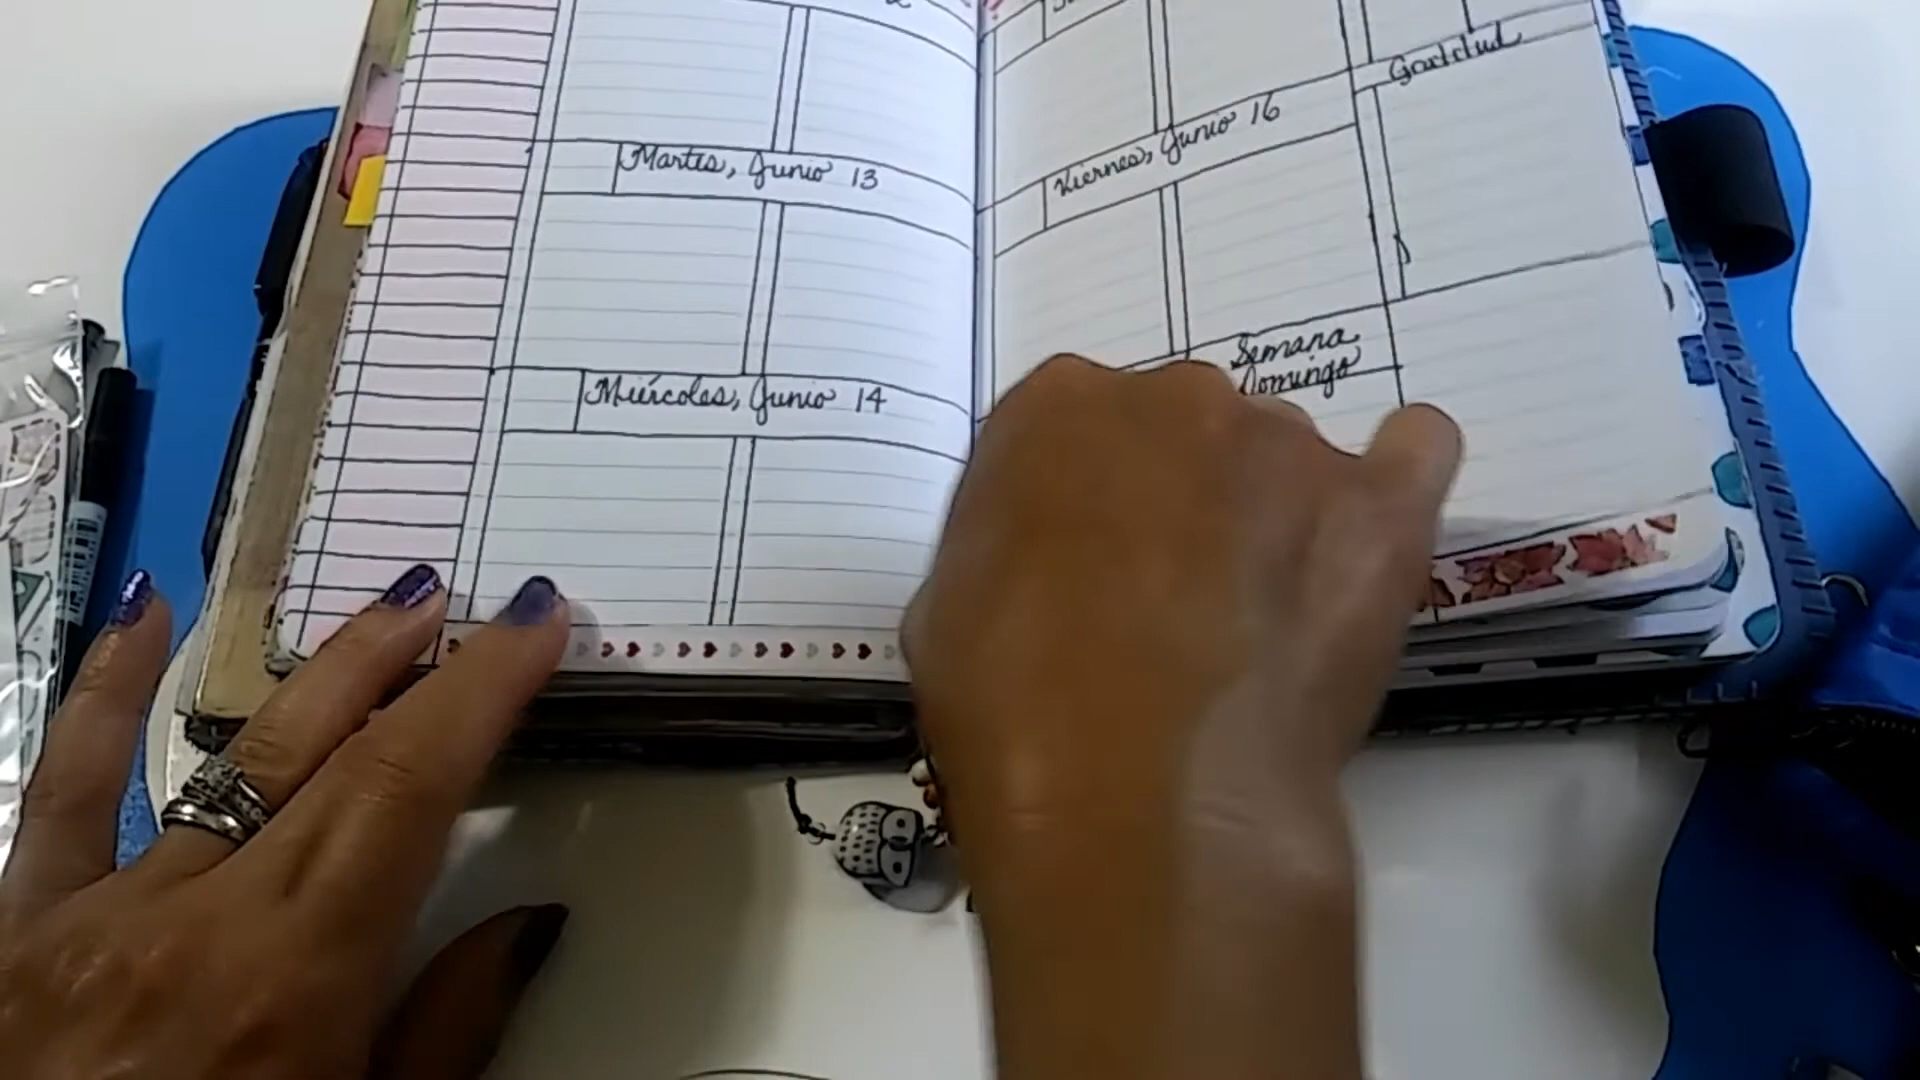 Martes, Junio 13
Miércoles, Junio 14
Viernes, Junio 16
Semana
Domingo
Gratitud